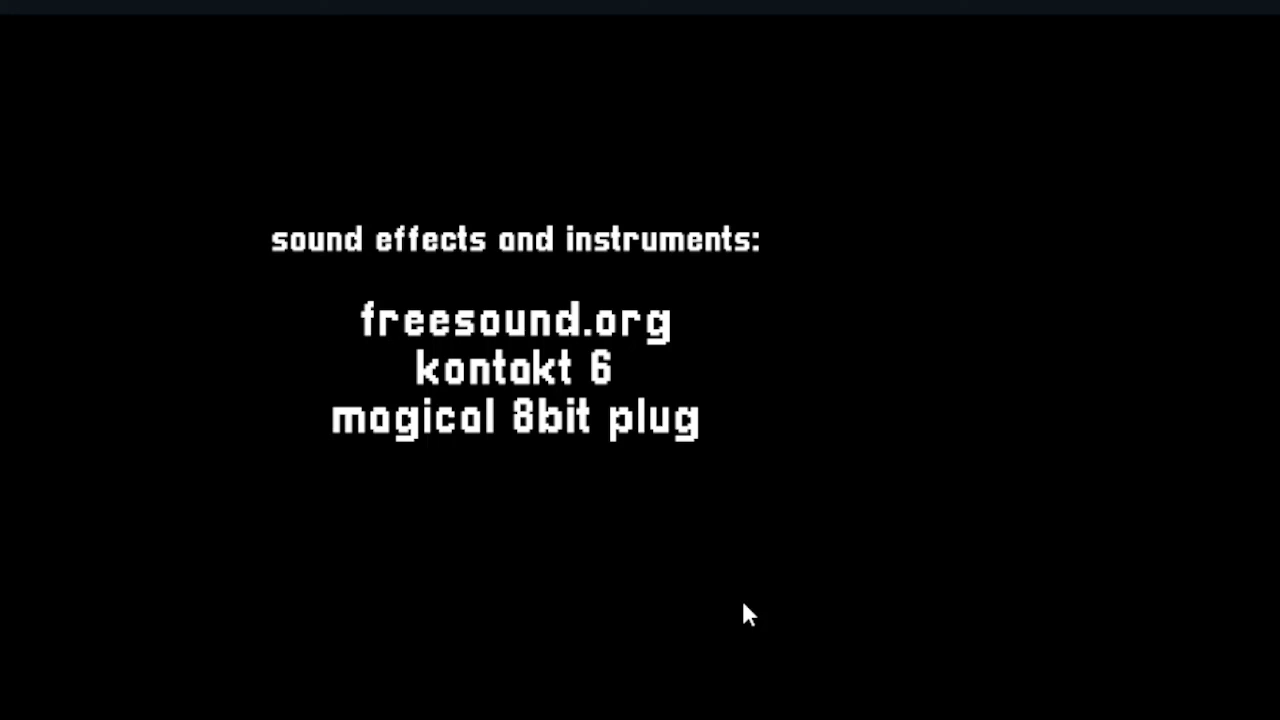 sound effects and instruments:
freesound.org
kontakt 6
magical 8bit plug